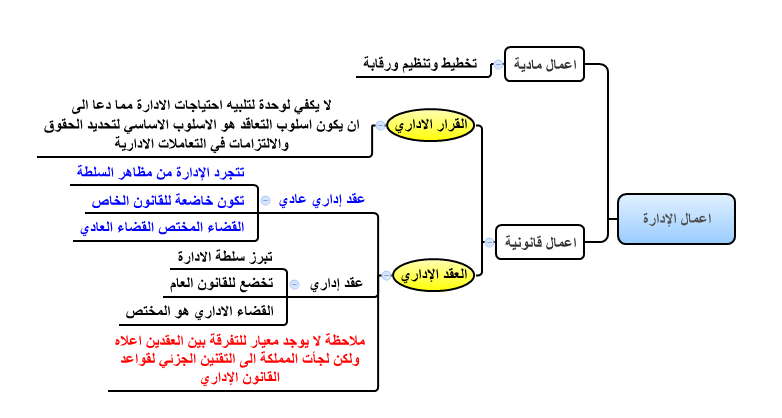 اعمال الإدارة
اعمال مادية
تخطيط وتنظيم ورقابة
اعمال قانونية
القرار الاداري
لا يكفي لوحدة لتلبيه احتياجات الادارة مما دعا الى
ان يكون اسلوب التعاقد هو الاسلوب الاساسي لتحديد الحقوق
والالتزامات في التعاملات الادارية
العقد الإداري
عقد إداري عادي
تتجرد الإدارة من مظاهر السلطة
تكون خاضعة للقانون الخاص
القضاء المختص القضاء العادي
عقد إداري
تبرز سلطة الادارة
تخضع للقانون العام
القضاء الاداري هو المختص
ملاحظة لا يوجد معيار للتفرقة بين العقدين اعلاه
ولكن لجأت المملكة الى التقنين الجزئي لقواعد
القانون الإداري